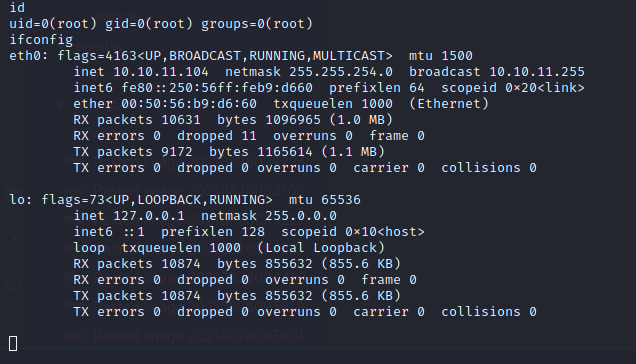 id
uid=0(root) gid=0(root) groups=0(root)
ifconfig
eth0: flags=4163<UP,BROADCAST,RUNNING,MULTICAST>  mtu 1500
        inet 10.10.11.104  netmask 255.255.254.0  broadcast 10.10.11.255
        inet6 fe80::250:56ff:feb9:d660  prefixlen 64  scopeid 0×20<link>
        ether 00:50:56:b9:d6:60  txqueuelen 1000  (Ethernet)
        RX packets 10631  bytes 1096965 (1.0 MB)
        RX errors 0  dropped 11  overruns 0  frame 0
        TX packets 9172  bytes 1165614 (1.1 MB)
        TX errors 0  dropped 0 overruns 0  carrier 0  collisions 0
lo: flags=73<UP,LOOPBACK,RUNNING>  mtu 65536
        inet 127.0.0.1  netmask 255.0.0.0
        inet6 ::1  prefixlen 128  scopeid 0×10<host>
        loop  txqueuelen 1000  (Local Loopback)
        RX packets 10874  bytes 855632 (855.6 KB)
        RX errors 0  dropped 0  overruns 0  frame 0
        TX packets 10874  bytes 855632 (855.6 KB)
        TX errors 0  dropped 0 overruns 0  carrier 0  collisions 0
Pasted image 20210826095901